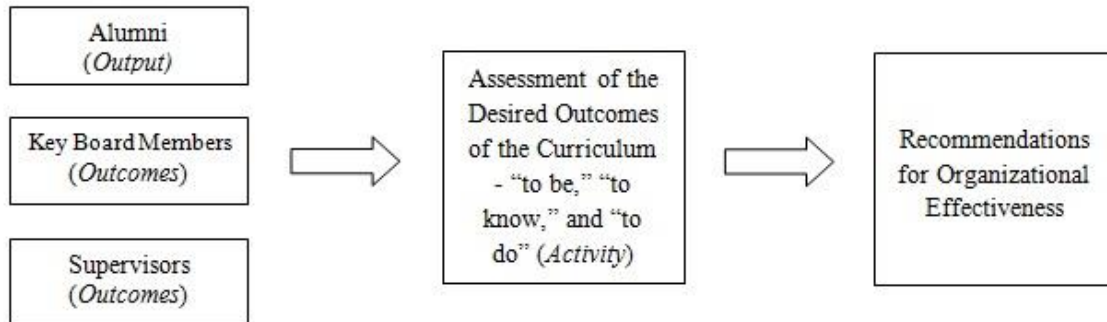 Alumni
(Output)
Key Board Members
(Outcomes)
Supervisors
(Outcomes)
Assessment of the
Desired Outcomes
of the Curriculum
- “to be,” “to
know,” and “to
do” (Activity)
Recommendations
for Organizational
Effectiveness